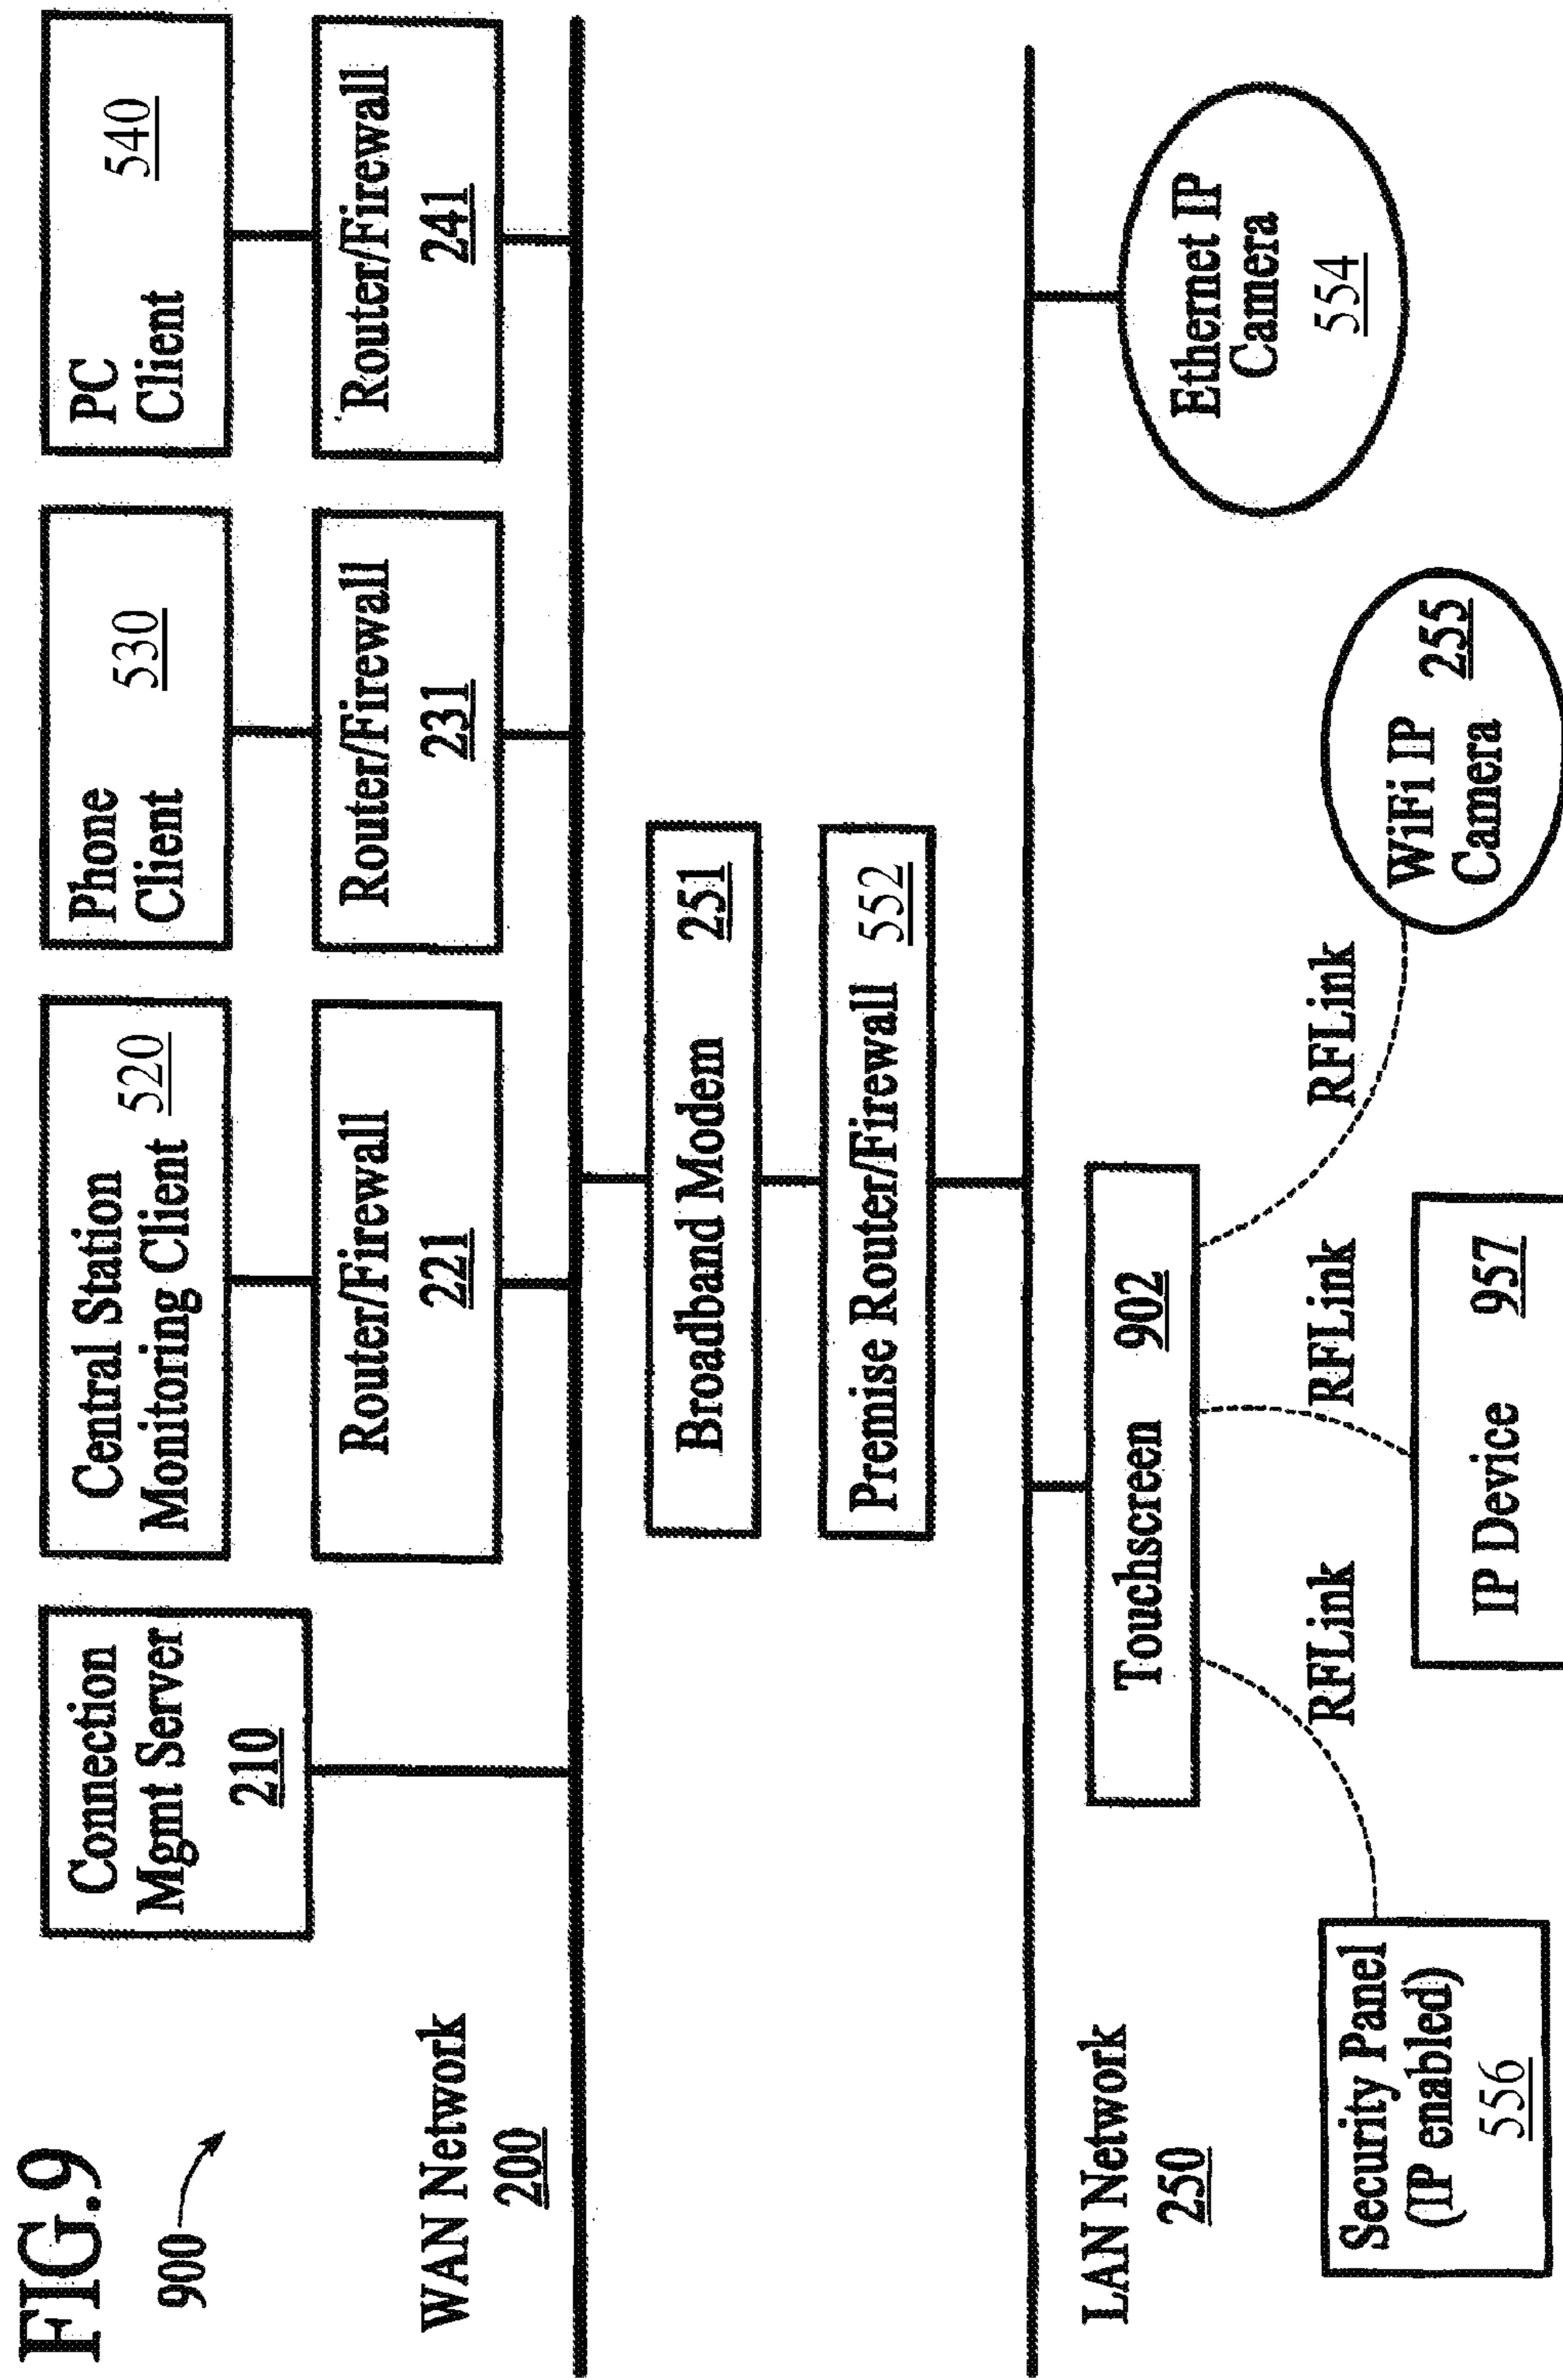 FIG.9
900
Connection
Mgmt Server
210
Central Station
Monitoring Client 520
Phone
Client 530
PC
Client 540
Router/Firewall
221
Router/Firewall
231
Router/Firewall
241
WAN Network
200
Broadband Modem 251
Premise Router/Firewall 552
LAN Network
250
Touchscreen 902
Ethernet IP
Camera
554
RFLink
RFLink
RFLink
Security Panel
(IP enabled)
556
IP Device 957
WiFi IP 255
Camera